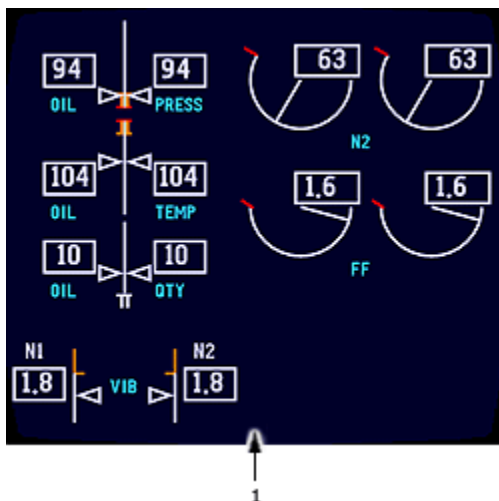 94 94
OIL PRESS
104 104
OIL TEMP
10 10
OIL QTY
N1 N2
1.8 VIB 1.8
63 63
N2
1.6 1.6
FF
1